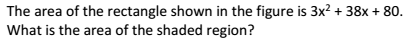 The area of the rectangle shown in the figure is 3x² + 38x + 80.
What is the area of the shaded region?